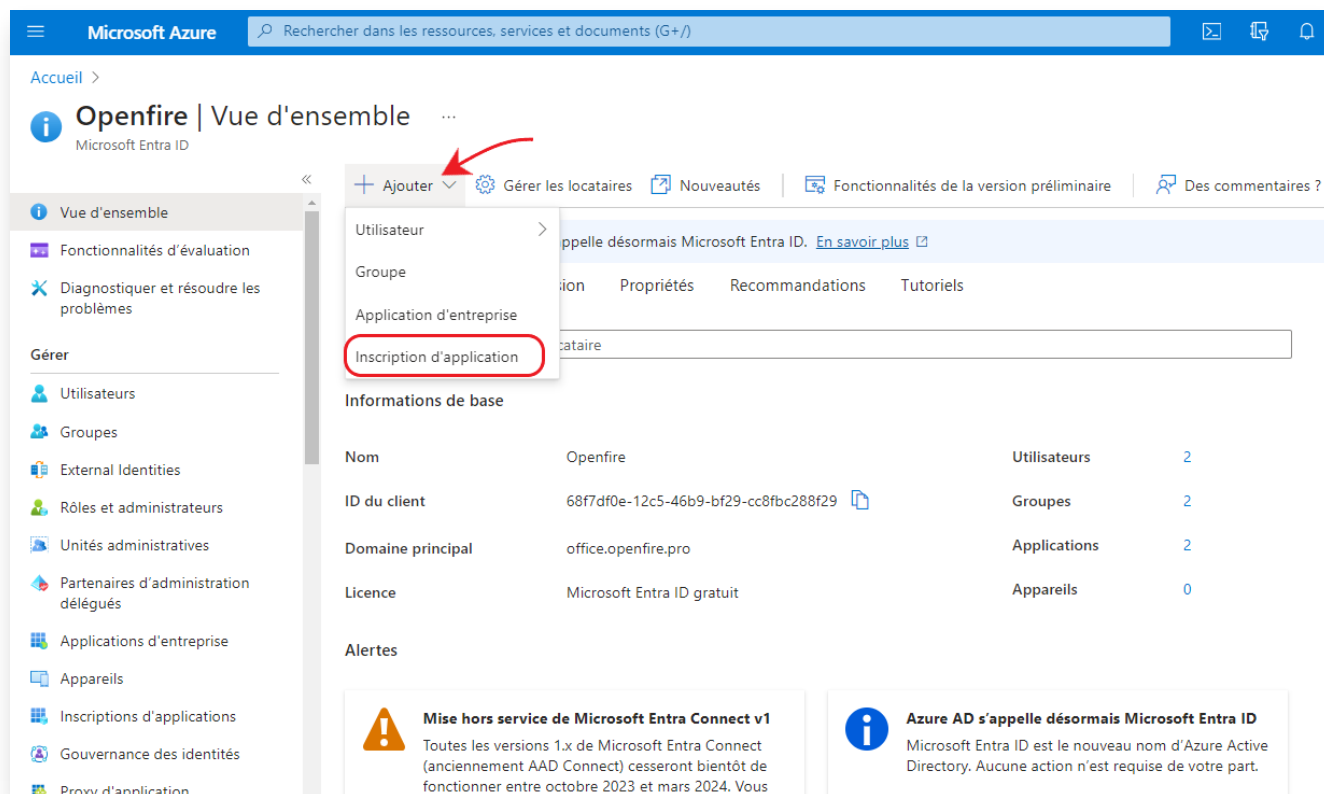 Microsoft Azure
Rechercher dans les ressources, services et documents (G+/)
Accueil >
Openfire | Vue d'ensemble ...
Microsoft Entra ID
Ajouter
Gérer les locataires
Nouveautés
Fonctionnalités de la version préliminaire
Des commentaires ?
Vue d'ensemble
Fonctionnalités d’évaluation
Diagnostiquer et résoudre les
problèmes
Gérer
Utilisateurs
Groupes
External Identities
Rôles et administrateurs
Unités administratives
Partenaires d’administration
délégués
Applications d'entreprise
Appareils
Inscriptions d'applications
Gouvernance des identités
Proxy d'application
Utilisateur
Groupe
Application d'entreprise
Inscription d'application
ppelle désormais Microsoft Entra ID. En savoir plus
sion
Propriétés
Recommandations
Tutoriels
cataire
Informations de base
Nom
Openfire
Utilisateurs
2
ID du client
68f7df0e-12c5-46b9-bf29-cc8fbc288f29
Groupes
2
Domaine principal
office.openfire.pro
Applications
2
Licence
Microsoft Entra ID gratuit
Appareils
0
Alertes
Mise hors service de Microsoft Entra Connect v1
Toutes les versions 1.x de Microsoft Entra Connect
(anciennement AAD Connect) cesseront bientôt de
fonctionner entre octobre 2023 et mars 2024. Vous
Azure AD s’appelle désormais Microsoft Entra ID
Microsoft Entra ID est le nouveau nom d’Azure Active
Directory. Aucune action n’est requise de votre part.